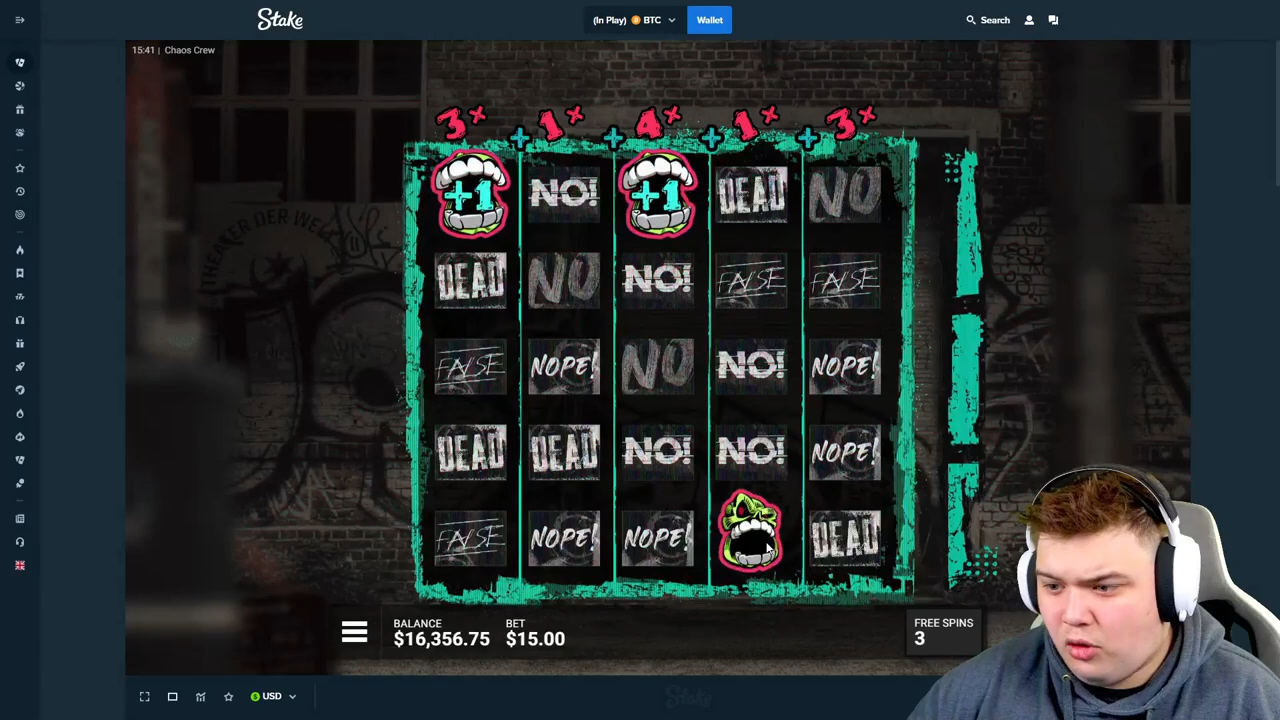 Stake
(In Play) BTC
Wallet
Search
15:41 | Chaos Crew
3x + 1x + 4x + 1x + 3x
+1 NO! +1 DEAD NO
DEAD NO NO! FALSE FALSE
FALSE NOPE! NO NO! NOPE!
DEAD DEAD NO! NO! NOPE!
FALSE NOPE! NOPE! DEAD
BALANCE
$16,356.75
BET
$15.00
FREE SPINS
3
USD
Stake